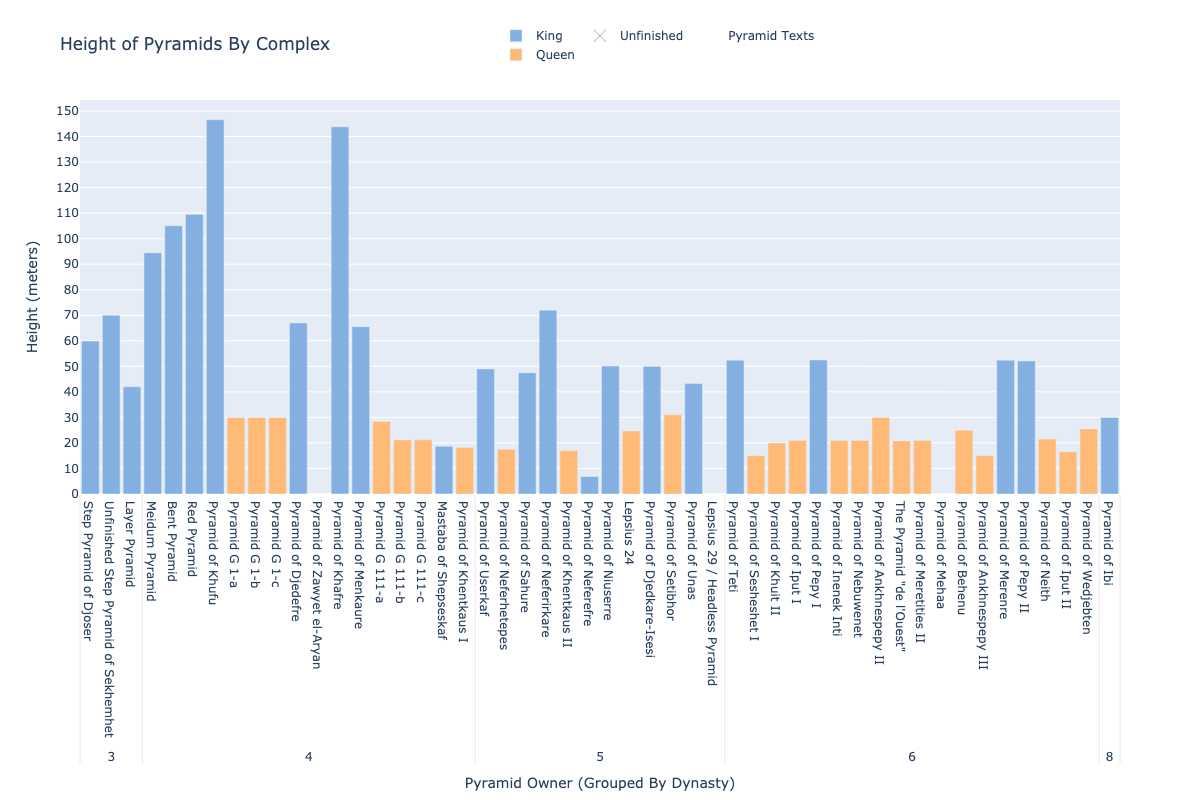 Height of Pyramids By Complex
King
Unfinished
Pyramid Texts
Queen
Height (meters)
150
140
130
120
110
100
90
80
70
60
50
40
30
20
10
0
Step Pyramid of Djoser
Unfinished Step Pyramid of Sekhemhet
Layer Pyramid
Meidum Pyramid
Bent Pyramid
Red Pyramid
Pyramid of Khufu
Pyramid G 1-a
Pyramid G 1-b
Pyramid G 1-c
Pyramid of Djedefre
Pyramid of Zawyet el-Aryan
Pyramid of Khafre
Pyramid of Menkaure
Pyramid G 111-a
Pyramid G 111-b
Pyramid G 111-c
Mastaba of Shepseskaf
Pyramid of Khentkaus I
Pyramid of Userkaf
Pyramid of Neferhetepes
Pyramid of Sahure
Pyramid of Neferirkare
Pyramid of Khentkaus II
Pyramid of Neferefre
Pyramid of Niuserre
Lepsius 24
Pyramid of Djedkare-Isesi
Pyramid of Setibhor
Pyramid of Unas
Lepsius 29 / Headless Pyramid
Pyramid of Teti
Pyramid of Sesheshet I
Pyramid of Khuit II
Pyramid of Iput I
Pyramid of Pepy I
Pyramid of Inenek Inti
Pyramid of Nebuwenet
Pyramid of Ankhnespepy II
The Pyramid "de l'Ouest"
Pyramid of Meretities II
Pyramid of Mehaa
Pyramid of Behenu
Pyramid of Ankhnespepy III
Pyramid of Merenre
Pyramid of Pepy II
Pyramid of Neith
Pyramid of Iput II
Pyramid of Wedjebten
Pyramid of Ibi
3
4
5
6
8
Pyramid Owner (Grouped By Dynasty)